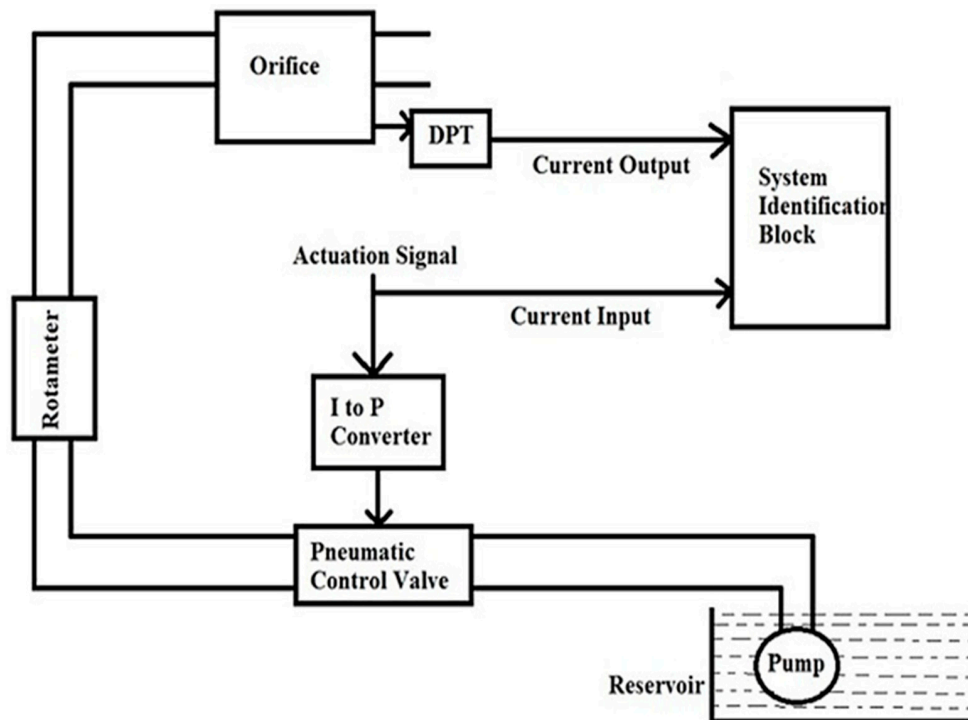 Orifice
DPT
Current Output
System
Identification
Block
Actuation Signal
Current Input
Rotameter
I to P
Converter
Pneumatic
Control Valve
Reservoir
Pump